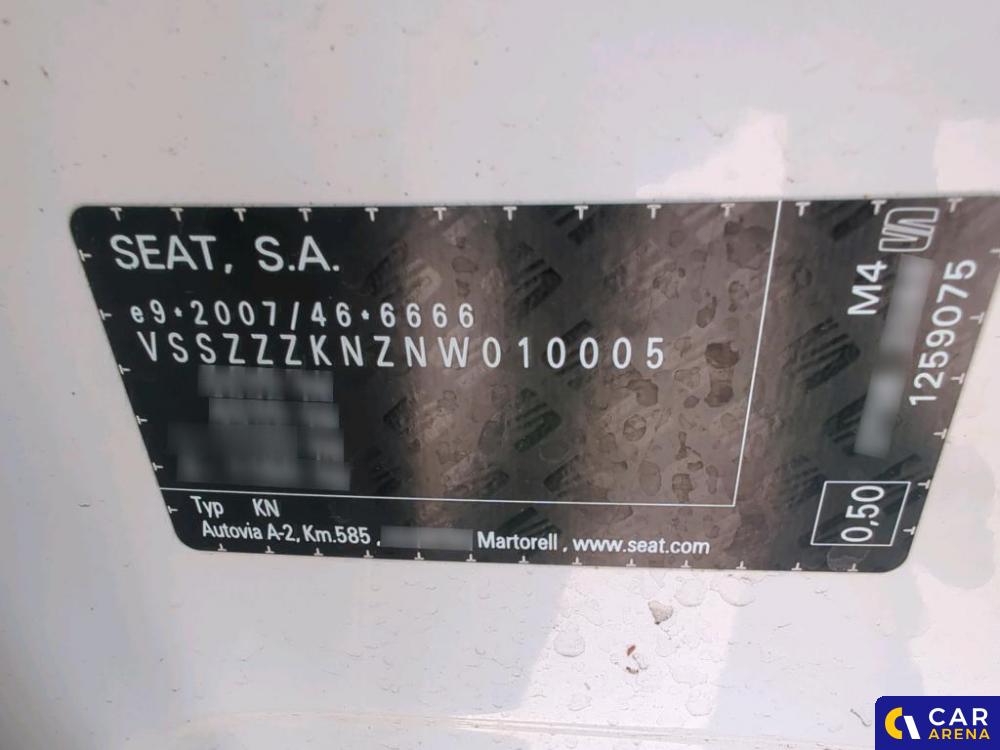 SEAT, S.A.
e9*2007/46*6666
VSSZZZKNZNW010005
Typ KN
Autovia A-2, Km.585, Martorell, www.seat.com
M4
1259075
0,50
CAR
ARENA